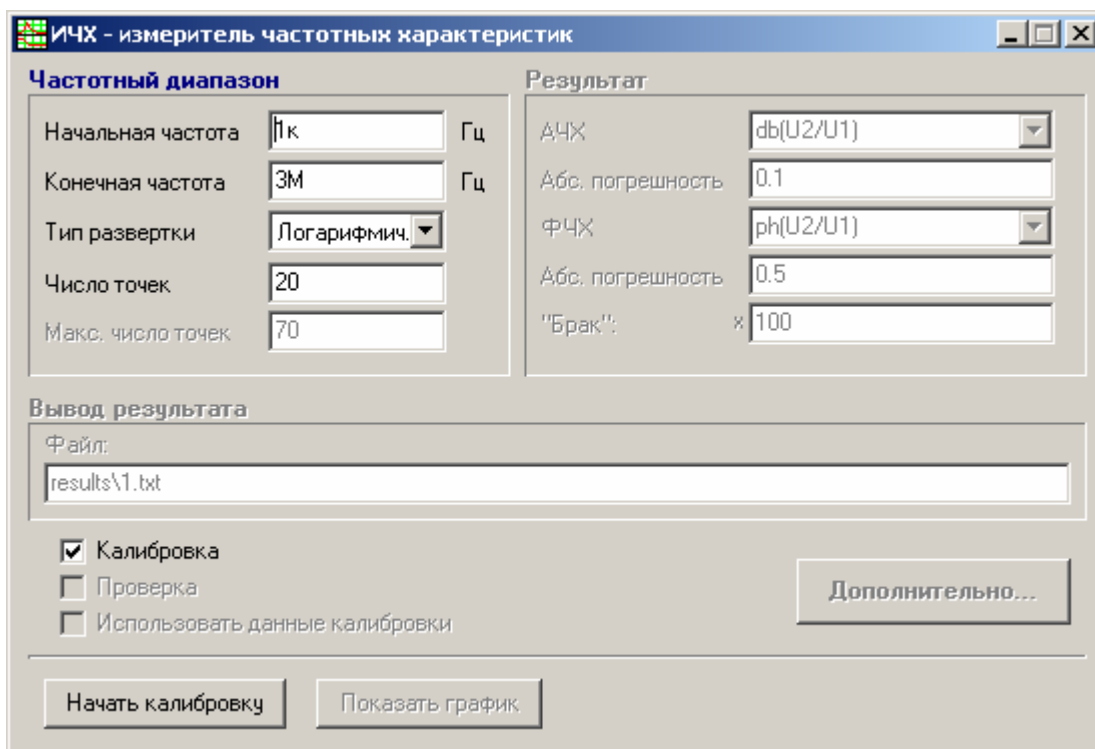 ИЧХ - измеритель частотных характеристик
Частотный диапазон
Начальная частота 1к Гц
Конечная частота 3М Гц
Тип развертки Логарифмич.
Число точек 20
Макс. число точек 70
Результат
АЧХ db(U2/U1)
Абс. погрешность 0.1
ФЧХ ph(U2/U1)
Абс. погрешность 0.5
"Брак": x 100
Вывод результата
Файл:
results\1.txt
Калибровка
Проверка
Использовать данные калибровки
Дополнительно...
Начать калибровку
Показать график